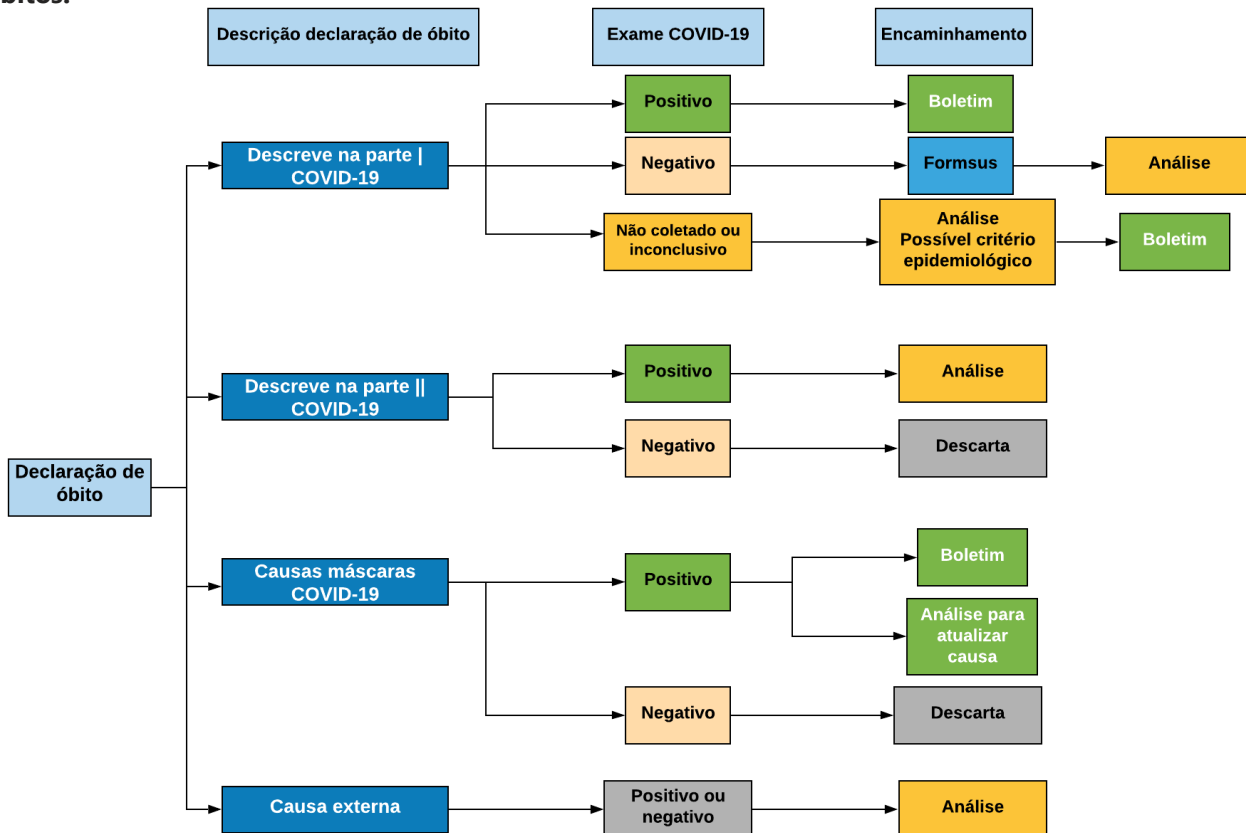 bitos.
Descrição declaração de óbito
Exame COVID-19
Encaminhamento
Positivo
Boletim
Descreve na parte |
COVID-19
Negativo
Formsus
Análise
Não coletado ou
inconclusivo
Análise
Possível critério
epidemiológico
Boletim
Descreve na parte ||
COVID-19
Positivo
Análise
Negativo
Descarta
Declaração de
óbito
Causas máscaras
COVID-19
Positivo
Boletim
Análise para
atualizar
causa
Negativo
Descarta
Causa externa
Positivo ou
negativo
Análise